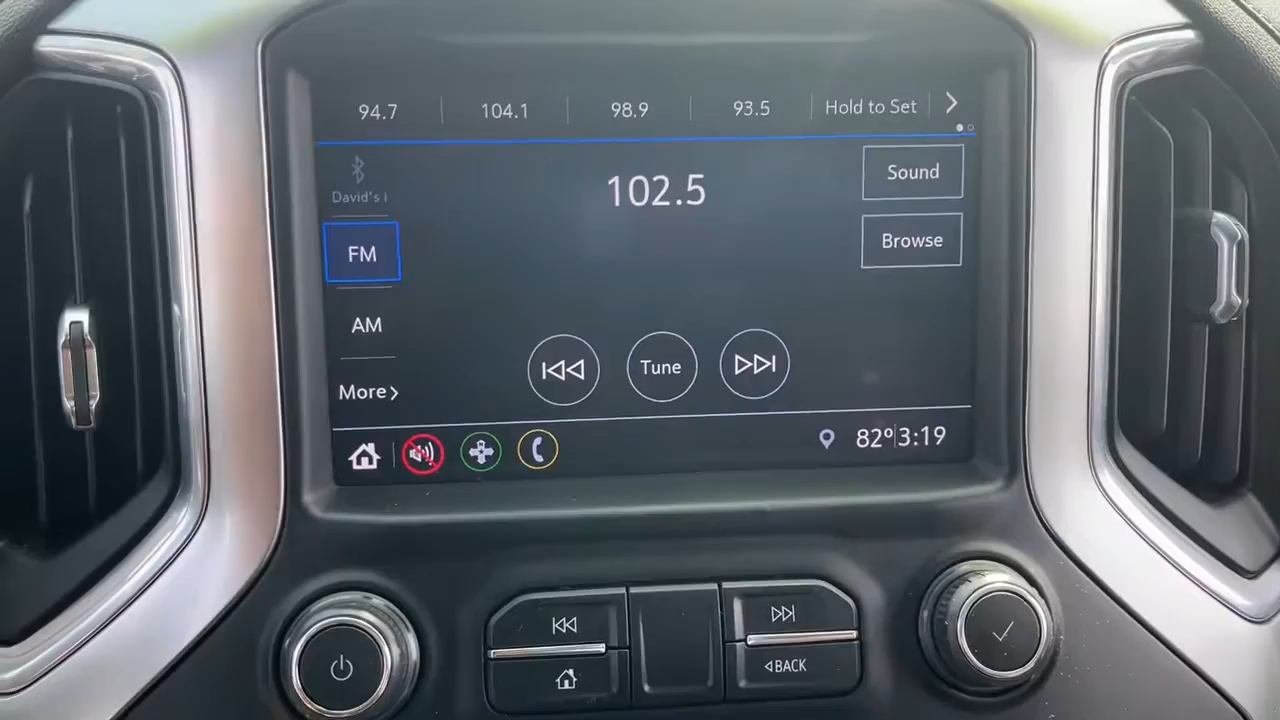 94.7 104.1 98.9 93.5 Hold to Set
David's i
102.5
Sound
FM
Browse
AM
Tune
More
82º 3:19
BACK